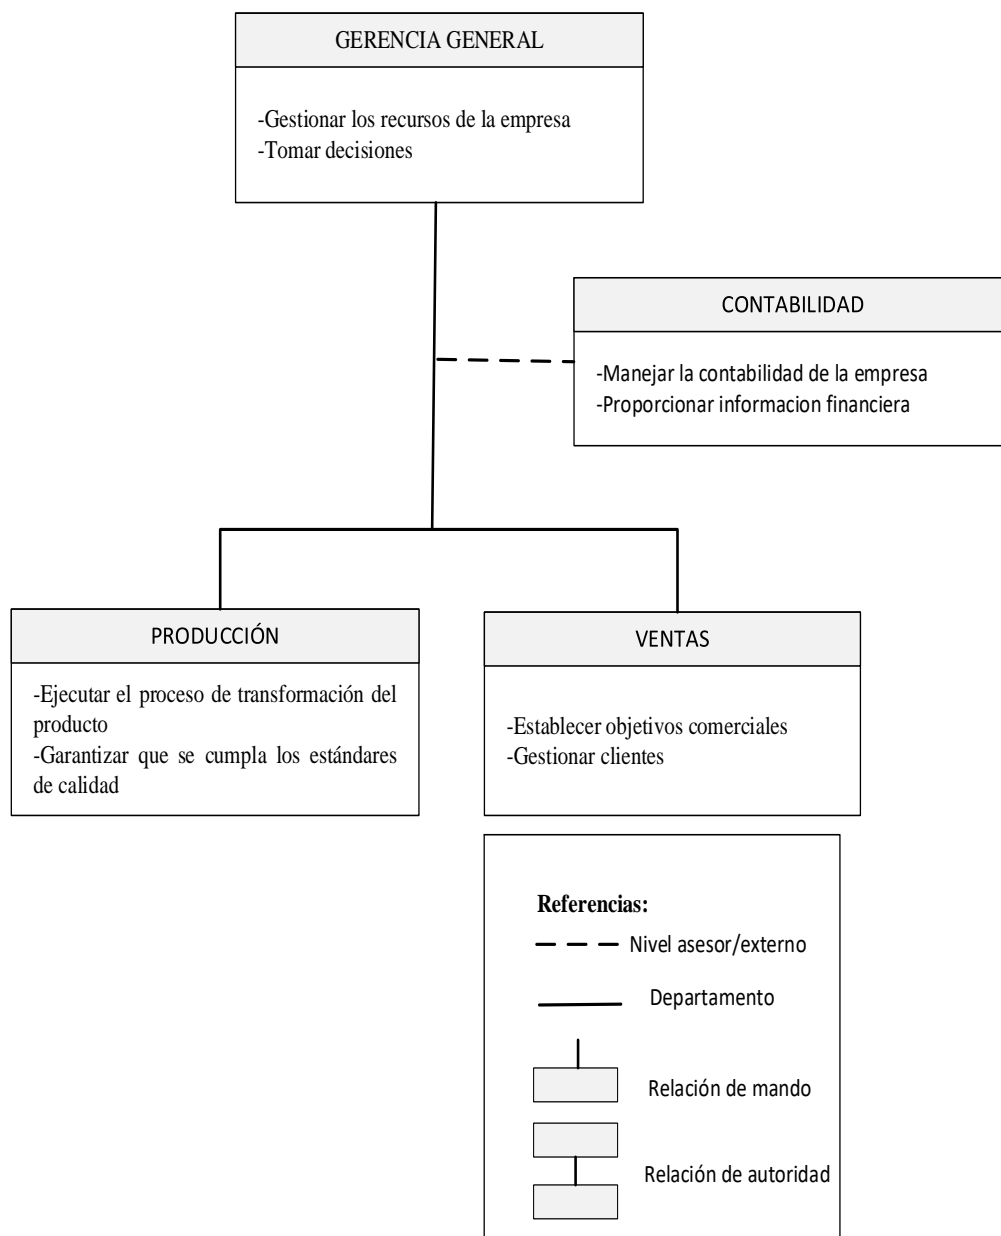 GERENCIA GENERAL
-Gestionar los recursos de la empresa
-Tomar decisiones
CONTABILIDAD
-Manejar la contabilidad de la empresa
-Proporcionar informacion financiera
PRODUCCIÓN
-Ejecutar el proceso de transformación del
producto
-Garantizar que se cumpla los estándares
de calidad
VENTAS
-Establecer objetivos comerciales
-Gestionar clientes
Referencias:
Nivel asesor/externo
Departamento
Relación de mando
Relación de autoridad